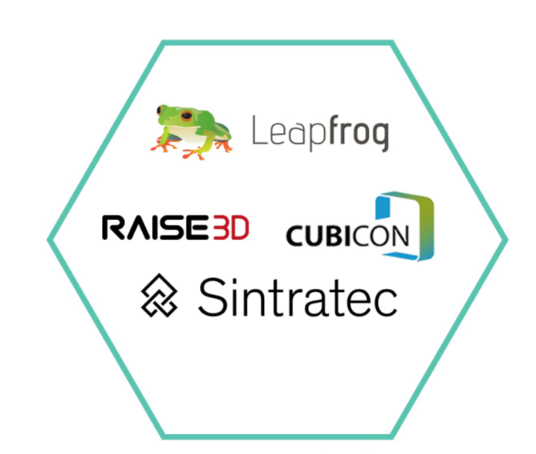 Leapfrog
RAISE3D CUBICON
Sintratec